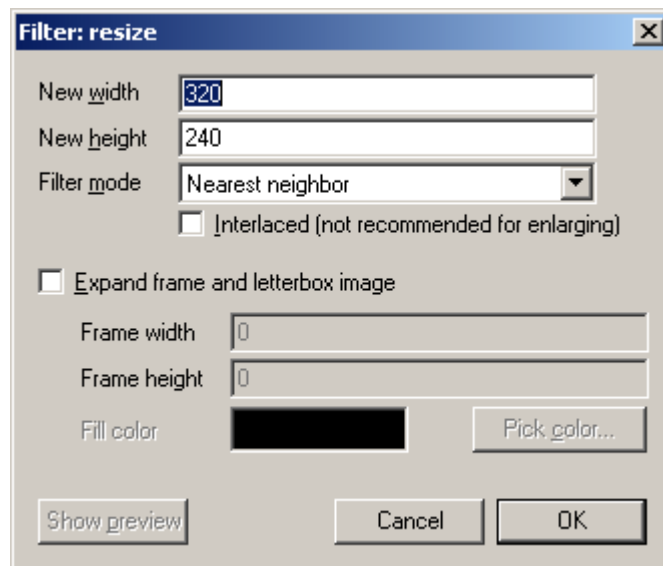 Filter: resize
New width 320
New height 240
Filter mode Nearest neighbor
Interlaced (not recommended for enlarging)
Expand frame and letterbox image
Frame width 0
Frame height 0
Fill color Pick color...
Show preview Cancel OK